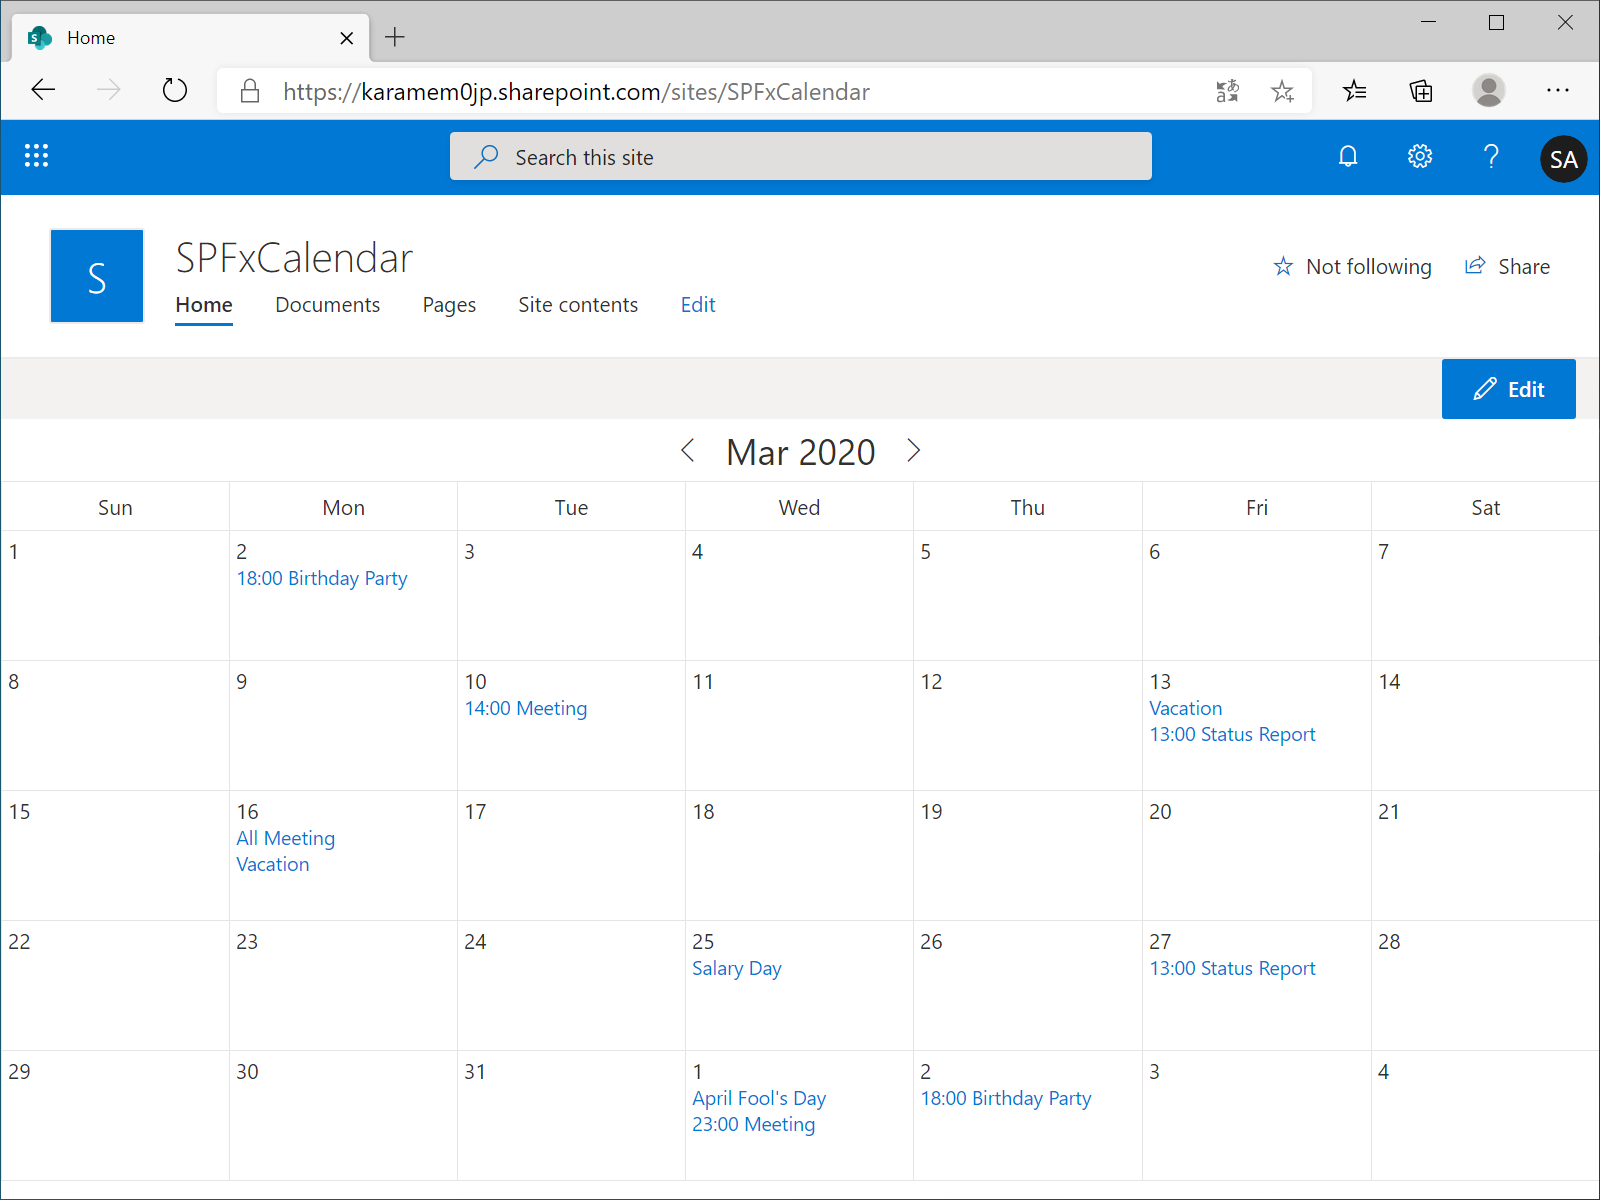 Home
https://karamem0jp.sharepoint.com/sites/SPFxCalendar
Search this site
SA
S
SPFxCalendar
Home Documents Pages Site contents Edit
Not following Share
Edit
Mar 2020
Sun Mon Tue Wed Thu Fri Sat
1 2 3 4 5 6 7
18:00 Birthday Party
8 9 10 11 12 13 14
14:00 Meeting Vacation
13:00 Status Report
15 16 17 18 19 20 21
All Meeting
Vacation
22 23 24 25 26 27 28
Salary Day 13:00 Status Report
29 30 31 1 2 3 4
April Fool's Day 18:00 Birthday Party
23:00 Meeting